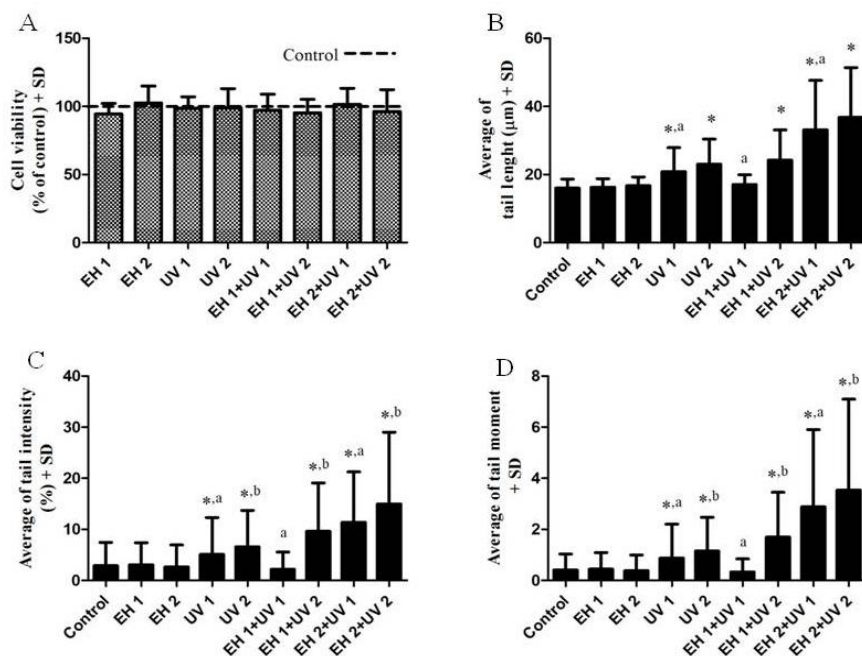 A
Cell viability
(% of control) + SD
150
100
50
0
Control
EH 1
EH 2
UV 1
UV 2
EH 1+UV 1
EH 1+UV 2
EH 2+UV 1
EH 2+UV 2
B
Average of
tail lenght (μm) + SD
60
40
20
0
*,a
*
a
*
*,a
*
Control
EH 1
EH 2
UV 1
UV 2
EH 1+UV 1
EH 1+UV 2
EH 2+UV 1
EH 2+UV 2
C
Average of tail intensity
(%) + SD
40
30
20
10
0
*,a
*,b
a
*,b
*,a
*,b
Control
EH 1
EH 2
UV 1
UV 2
EH 1+UV 1
EH 1+UV 2
EH 2+UV 1
EH 2+UV 2
D
Average of tail moment
+ SD
8
6
4
2
0
*,a
*,b
a
*,b
*,a
*,b
Control
EH 1
EH 2
UV 1
UV 2
EH 1+UV 1
EH 1+UV 2
EH 2+UV 1
EH 2+UV 2